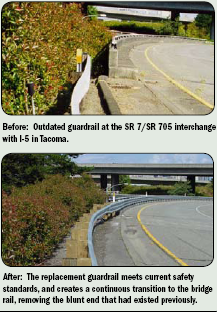 Before:  Outdated guardrail at the SR 7/SR 705 interchange
with I-5 in Tacoma.
After:  The replacement guardrail meets current safety
standards, and creates a continuous transition to the bridge
rail, removing the blunt end that had existed previously.